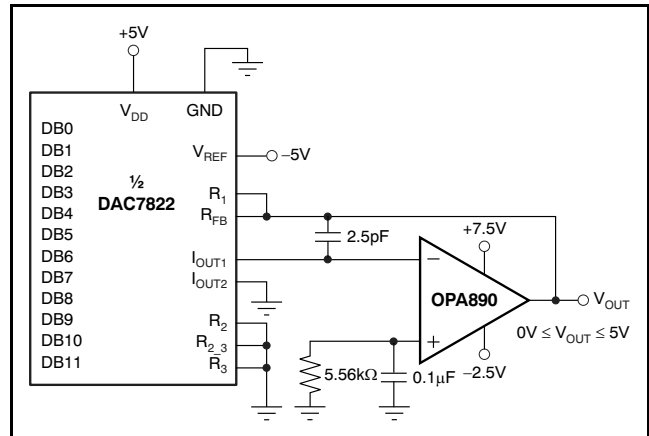 +5V
V_DD GND
DB0
DB1
DB2
DB3
DB4
DB5
DB6
DB7
DB8
DB9
DB10
DB11
½
DAC7822
V_REF −5V
R_1
R_FB
I_OUT1
I_OUT2
R_2
R_2_3
R_3
2.5pF
+7.5V
−
OPA890
+
−2.5V
V_OUT
0V ≤ V_OUT ≤ 5V
5.56kΩ 0.1µF